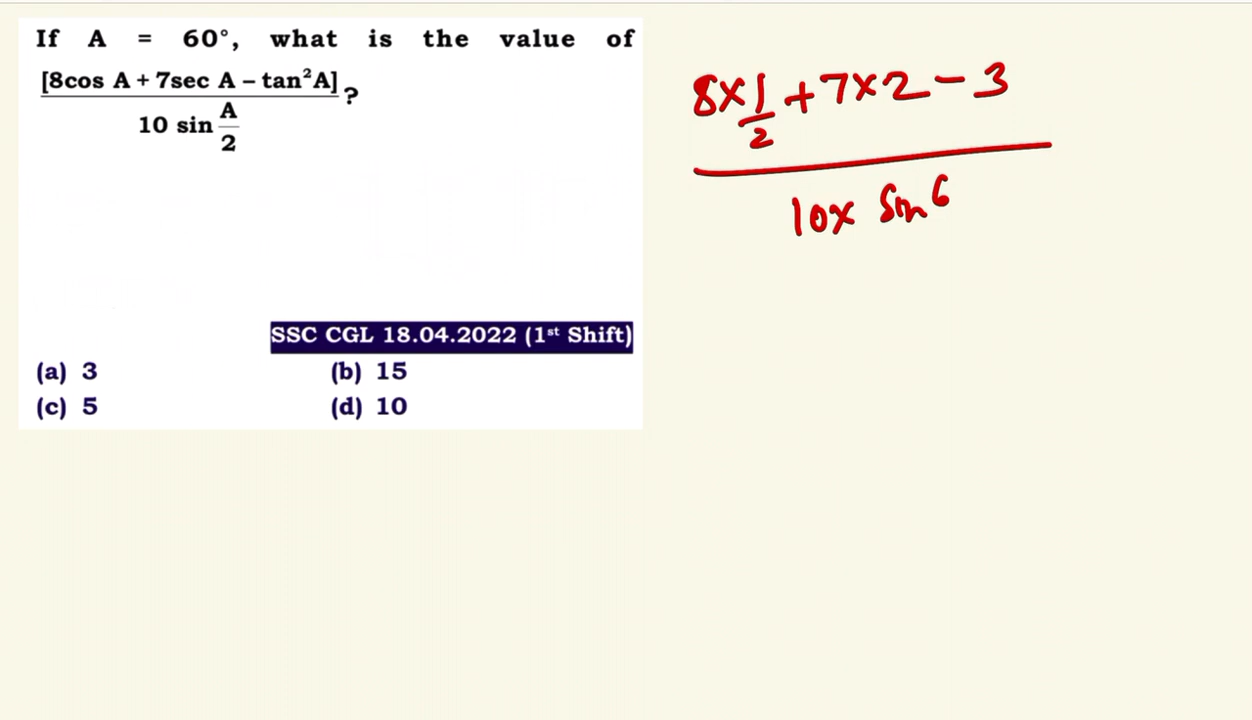 If A = 60°, what is the value of
[8cos A + 7sec A − tan²A]
10 sin A/2 ?
SSC CGL 18.04.2022 (1st Shift)
(a) 3 (b) 15
(c) 5 (d) 10
8×1/2 + 7×2 − 3
10× sin 6